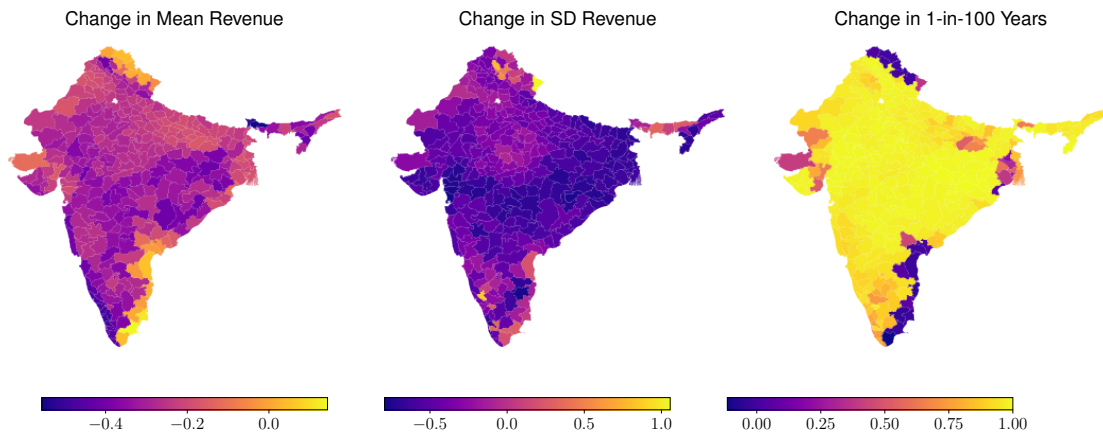 Change in Mean Revenue
Change in SD Revenue
Change in 1-in-100 Years
−0.4 −0.2 0.0
−0.5 0.0 0.5 1.0
0.00 0.25 0.50 0.75 1.00